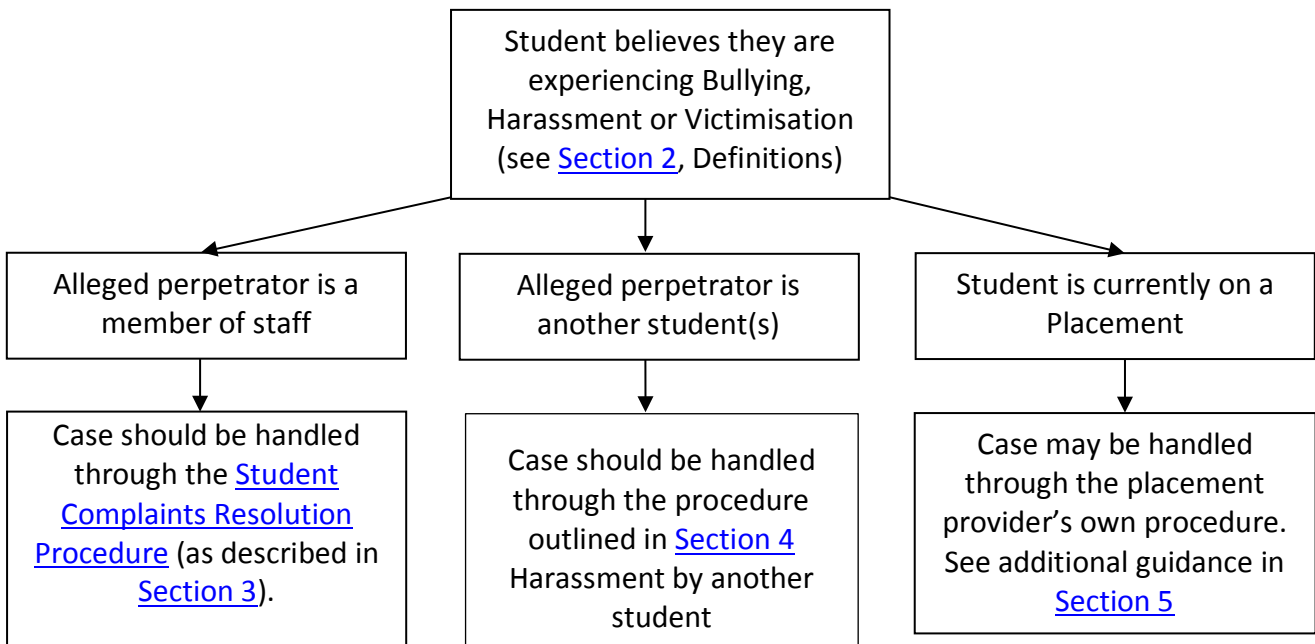 Student believes they are
experiencing Bullying,
Harassment or Victimisation
(see Section 2, Definitions)
Alleged perpetrator is a
member of staff
Alleged perpetrator is
another student(s)
Student is currently on a
Placement
Case should be handled
through the Student
Complaints Resolution
Procedure (as described in
Section 3).
Case should be handled
through the procedure
outlined in Section 4
Harassment by another
student
Case may be handled
through the placement
provider’s own procedure.
See additional guidance in
Section 5